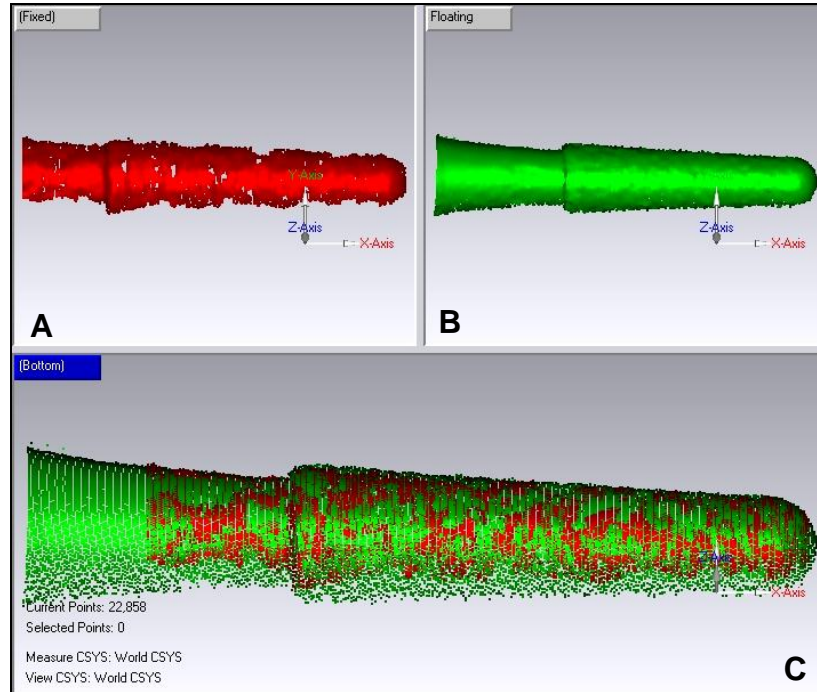 (Fixed)
Y-Axis
Z-Axis
X-Axis
A
Floating
Z-Axis
X-Axis
B
(Bottom)
Z-Axis
X-Axis
Current Points: 22,858
Selected Points: 0
Measure CSYS: World CSYS
View CSYS: World CSYS
C